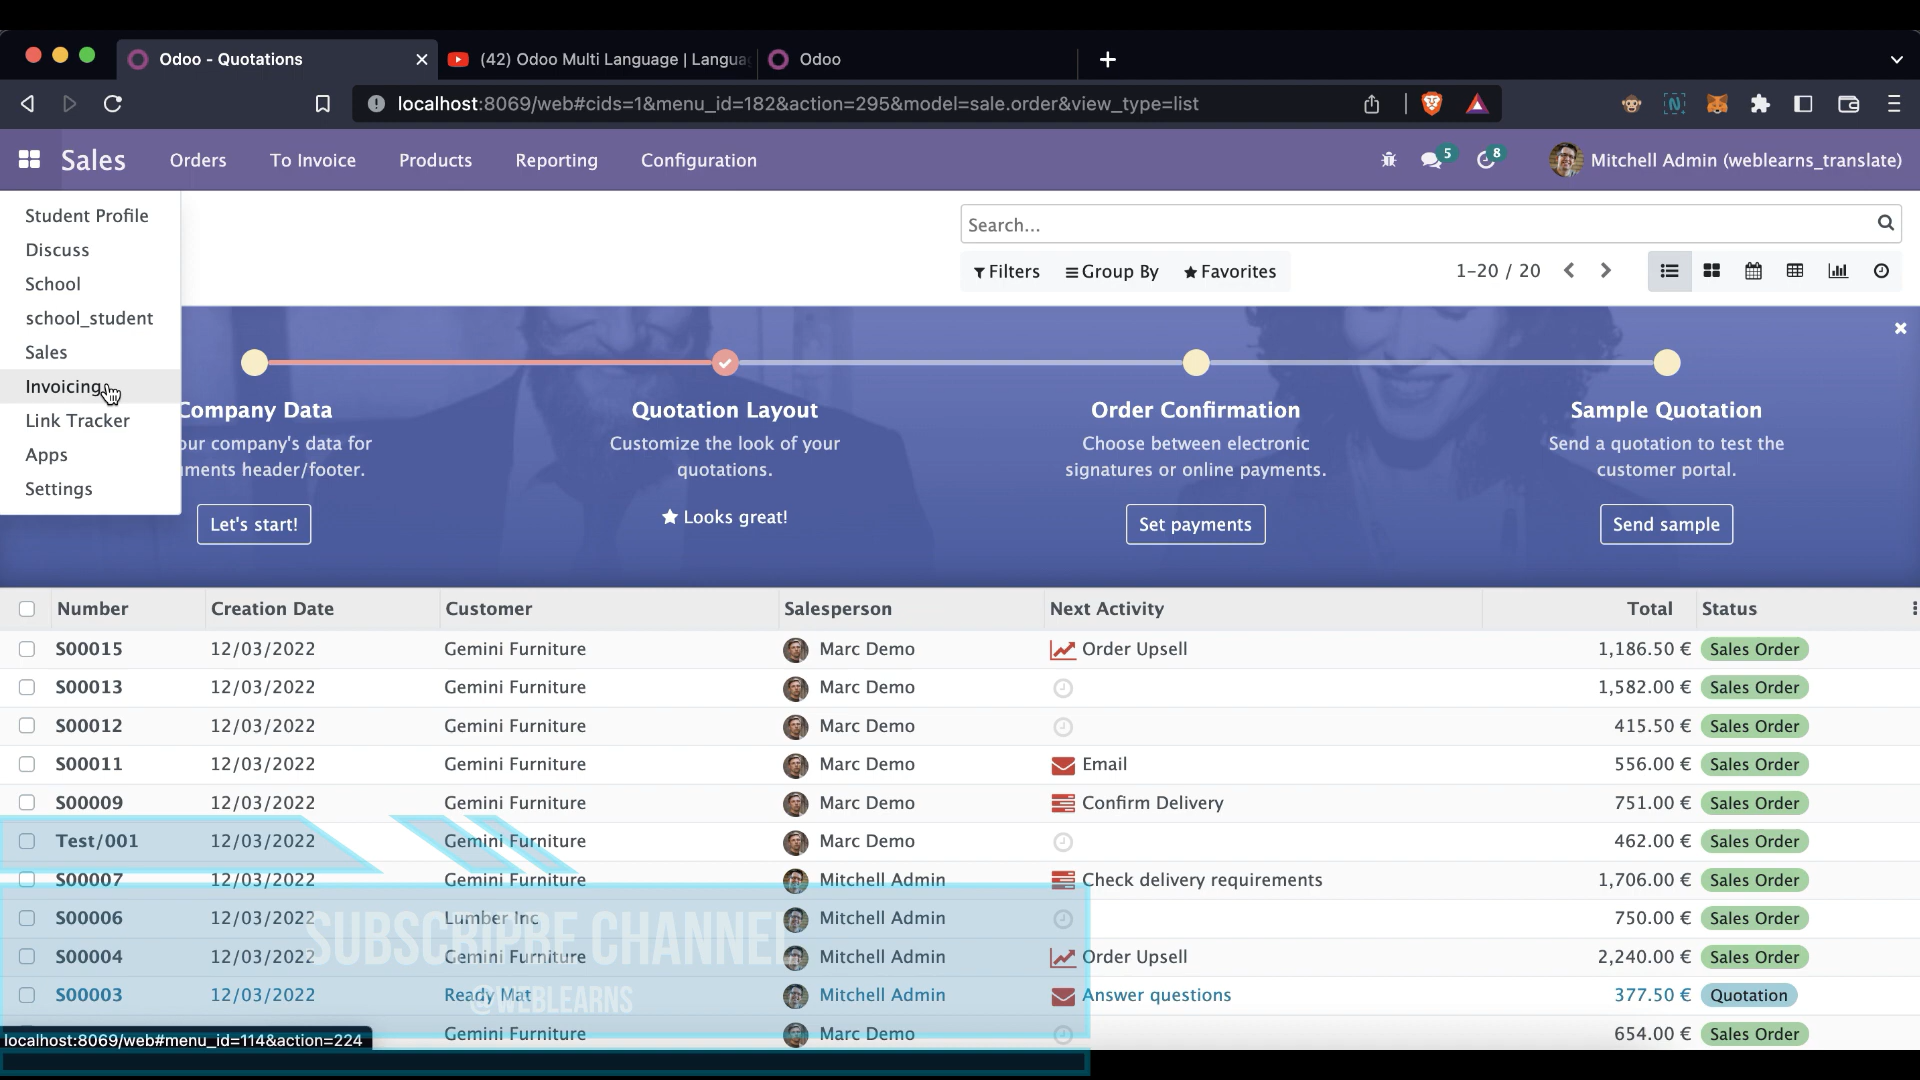 Odoo - Quotations
(42) Odoo Multi Language | Langua
Odoo
localhost:8069/web#cids=1&menu_id=182&action=295&model=sale.order&view_type=list
Sales Orders To Invoice Products Reporting Configuration
5 8 Mitchell Admin (weblearns_translate)
Student Profile
Discuss
School
school_student
Sales
Invoicing
Link Tracker
Apps
Settings
Search...
Filters Group By Favorites
1-20 / 20
Company Data
our company's data for
uments header/footer.
Let's start!
Quotation Layout
Customize the look of your
quotations.
Looks great!
Order Confirmation
Choose between electronic
signatures or online payments.
Set payments
Sample Quotation
Send a quotation to test the
customer portal.
Send sample
Number Creation Date Customer Salesperson Next Activity Total Status
S00015 12/03/2022 Gemini Furniture Marc Demo Order Upsell 1,186.50 € Sales Order
S00013 12/03/2022 Gemini Furniture Marc Demo 1,582.00 € Sales Order
S00012 12/03/2022 Gemini Furniture Marc Demo 415.50 € Sales Order
S00011 12/03/2022 Gemini Furniture Marc Demo Email 556.00 € Sales Order
S00009 12/03/2022 Gemini Furniture Marc Demo Confirm Delivery 751.00 € Sales Order
Test/001 12/03/2022 Gemini Furniture Marc Demo 462.00 € Sales Order
S00007 12/03/2022 Gemini Furniture Mitchell Admin Check delivery requirements 1,706.00 € Sales Order
S00006 12/03/2022 Lumber Inc Mitchell Admin 750.00 € Sales Order
SUBSCRIPBE CHANNEL
S00004 12/03/2022 Gemini Furniture Mitchell Admin Order Upsell 2,240.00 € Sales Order
S00003 12/03/2022 Ready Mat Mitchell Admin Answer questions 377.50 € Quotation
@WEBLEARNS
Gemini Furniture Marc Demo 654.00 € Sales Order
localhost:8069/web#menu_id=114&action=224